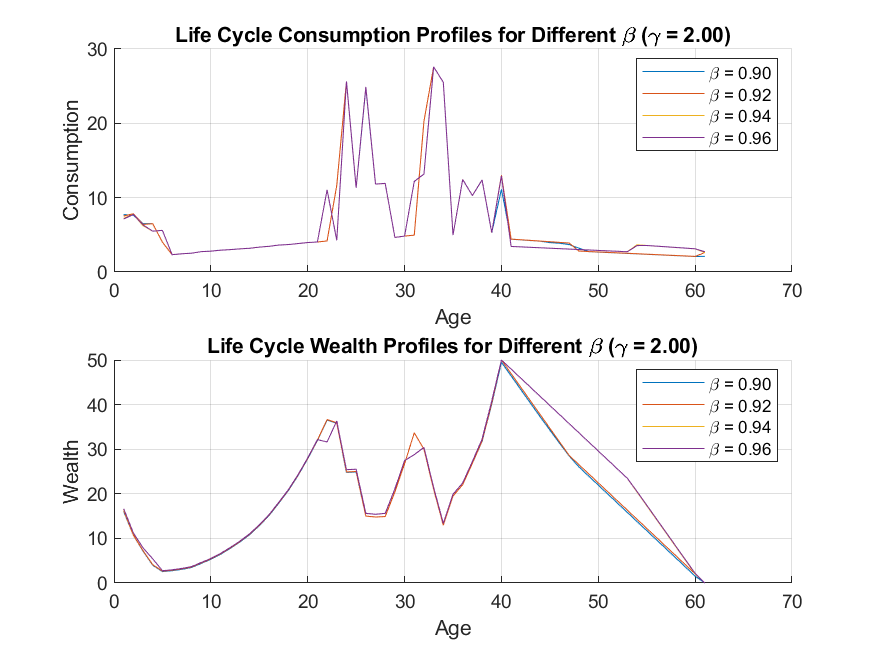 Life Cycle Consumption Profiles for Different β (γ = 2.00)
30
20
10
0
Consumption
β = 0.90
β = 0.92
β = 0.94
β = 0.96
0 10 20 30 40 50 60 70
Age
Life Cycle Wealth Profiles for Different β (γ = 2.00)
50
40
30
20
10
0
Wealth
β = 0.90
β = 0.92
β = 0.94
β = 0.96
0 10 20 30 40 50 60 70
Age